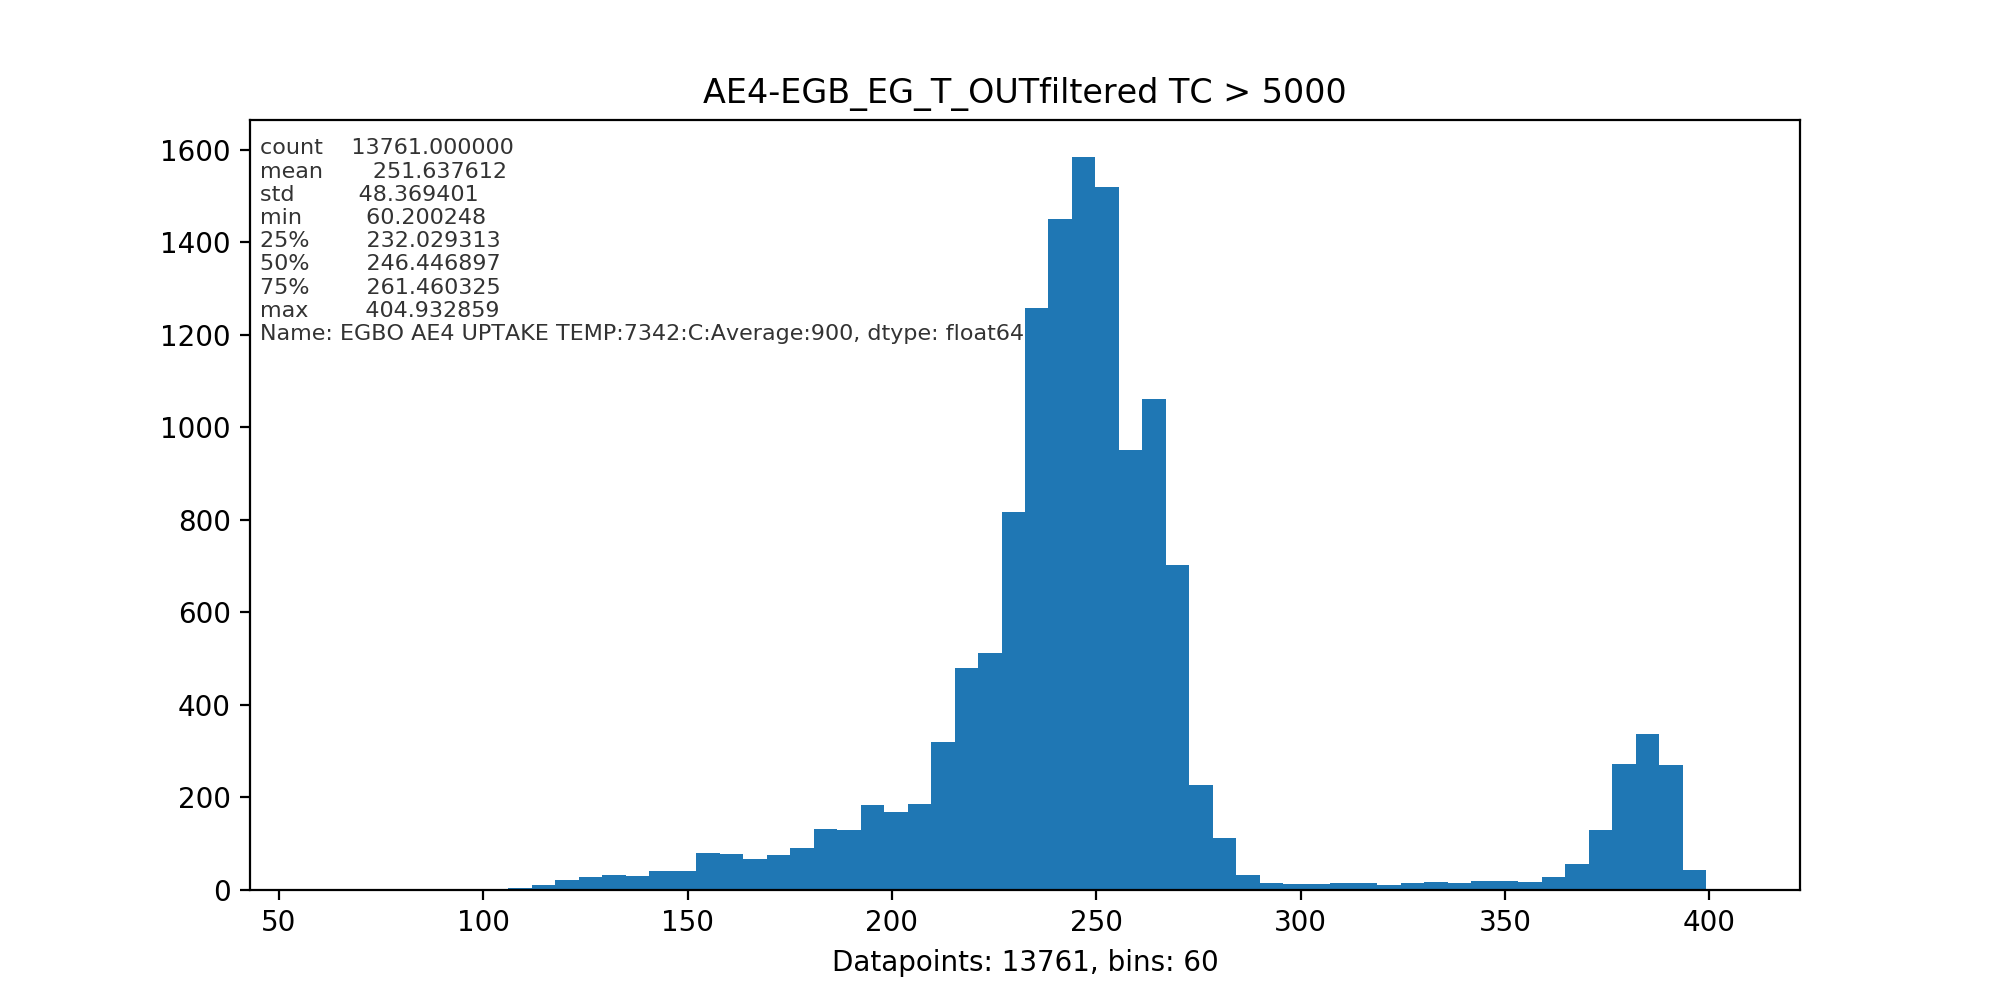 AE4-EGB_EG_T_OUTfiltered TC > 5000
count 13761.000000
mean 251.637612
std 48.369401
min 60.200248
25% 232.029313
50% 246.446897
75% 261.460325
max 404.932859
Name: EGBO AE4 UPTAKE TEMP:7342:C:Average:900, dtype: float64
1600
1400
1200
1000
800
600
400
200
0
50 100 150 200 250 300 350 400
Datapoints: 13761, bins: 60